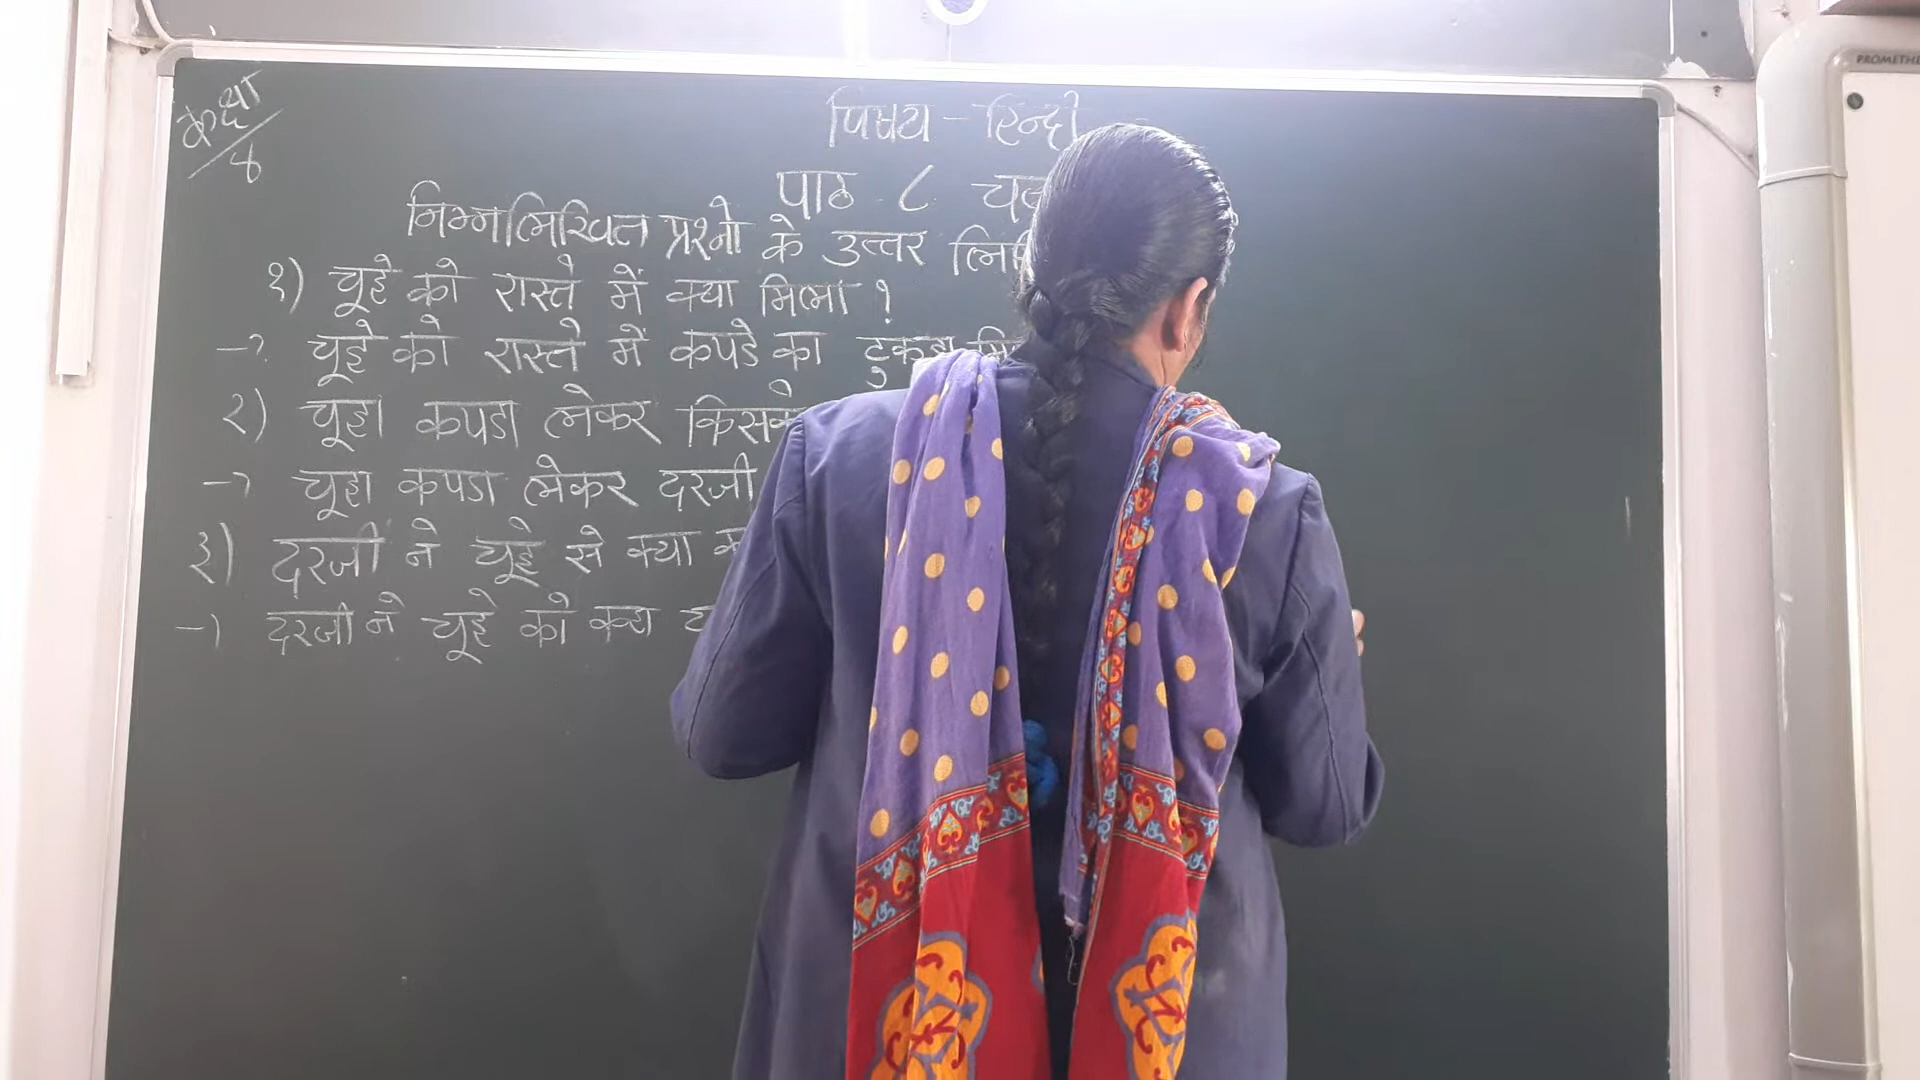 कक्षा
४
विषय - हिन्दी
पाठ ८
निम्नलिखित प्रश्नो के उत्तर
१) चूहे को रास्ते में क्या मिला ?
चूहे को रास्ते में कपडे का टुकडा
२) चूहा कपडा लेकर किसके
चूहा कपडा लेकर दरजी
३) दरजी ने चूहे से क्या
दरजी ने चूहे को